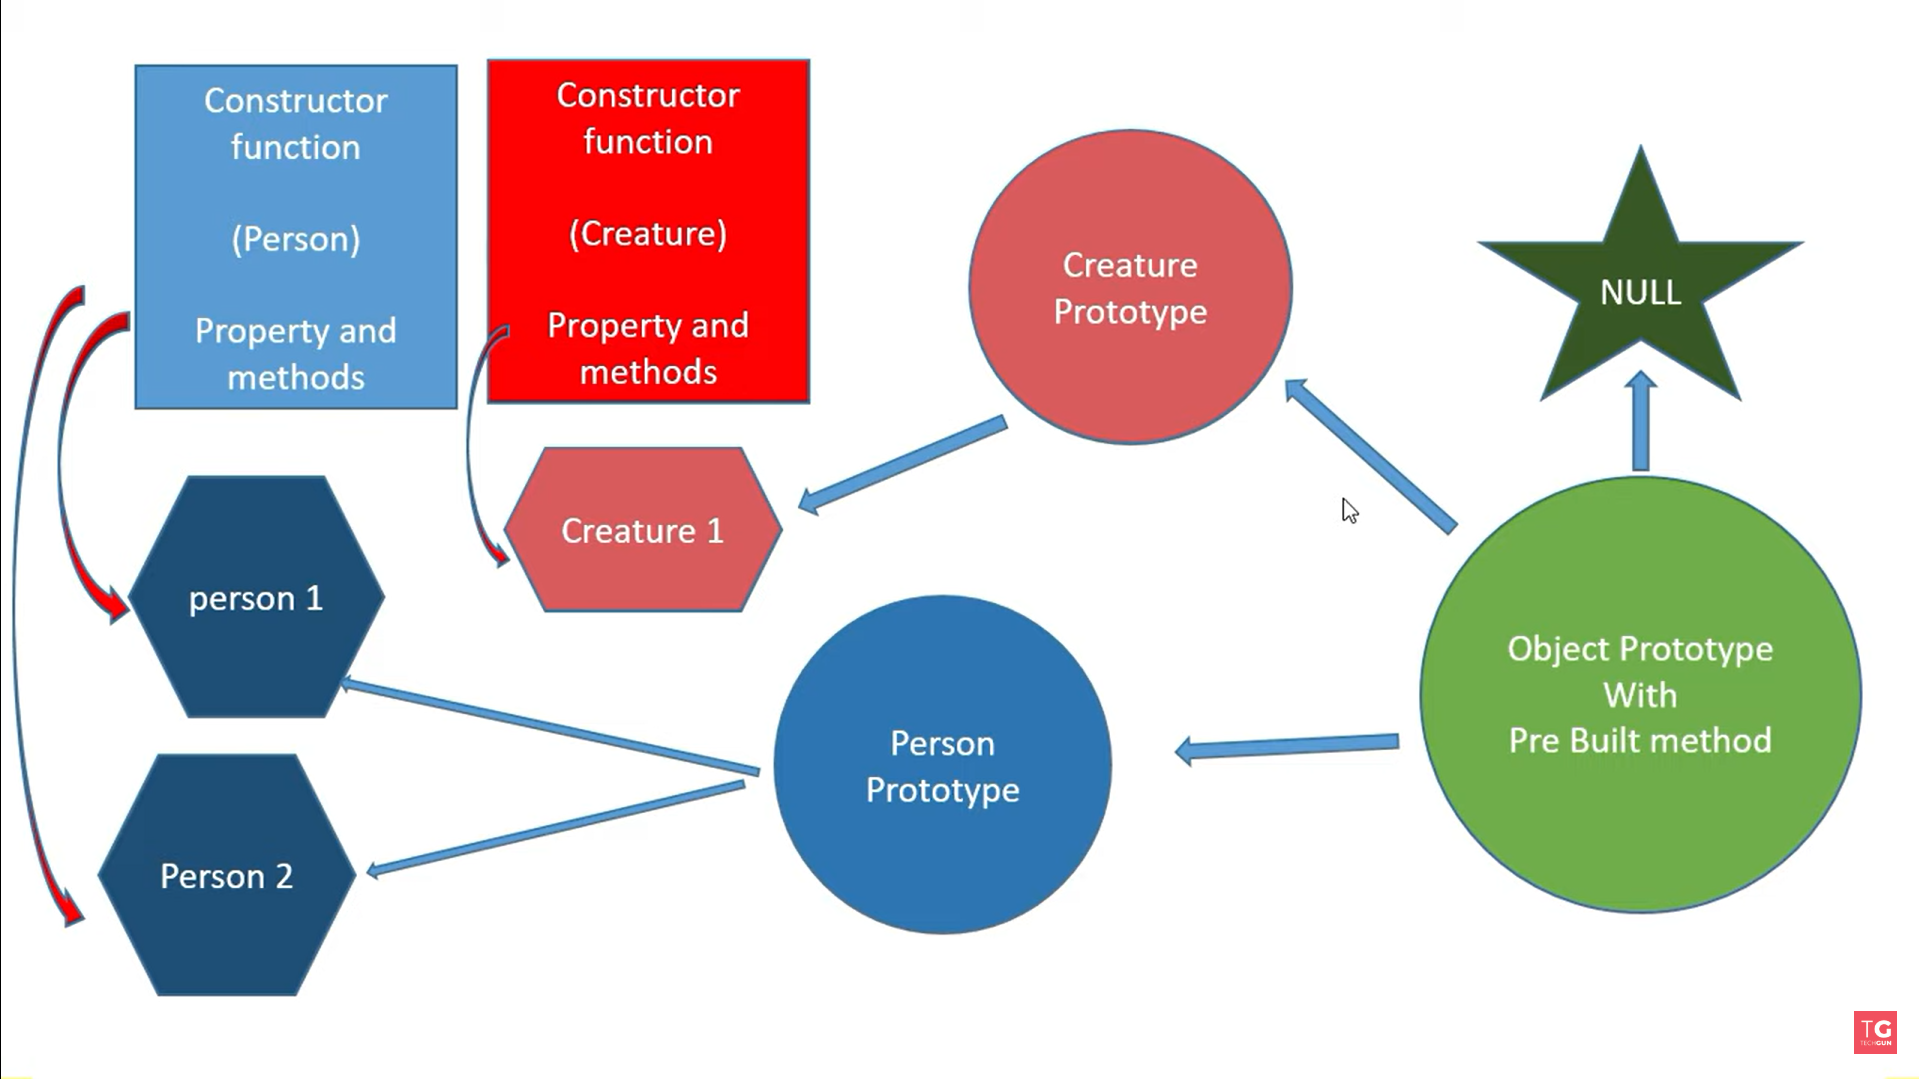 Constructor
function
(Person)
Property and
methods
Constructor
function
(Creature)
Property and
methods
Creature
Prototype
NULL
Creature 1
person 1
Object Prototype
With
Pre Built method
Person
Prototype
Person 2
TG
TECHGUN